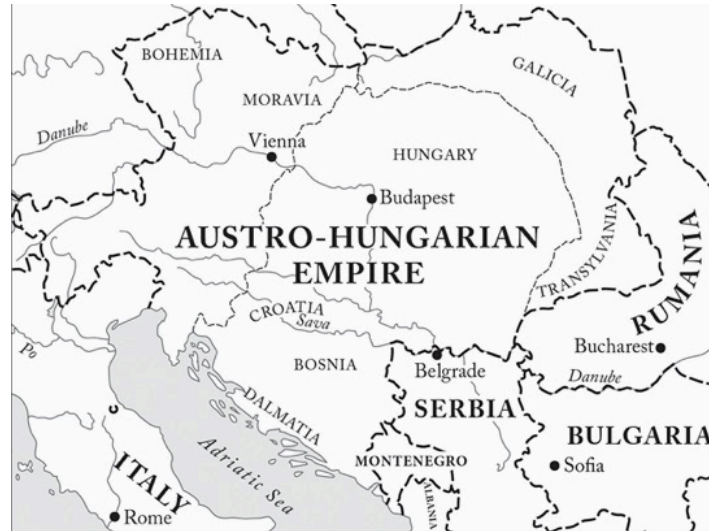 BOHEMIA
GALICIA
MORAVIA
Danube
Vienna
HUNGARY
Budapest
AUSTRO-HUNGARIAN
EMPIRE
TRANSYLVANIA
RUMANIA
CROATIA
Sava
Po
BOSNIA
Belgrade
Bucharest
Danube
DALMATIA
SERBIA
BULGARIA
Adriatic Sea
MONTENEGRO
ITALY
Sofia
ALBANIA
Rome